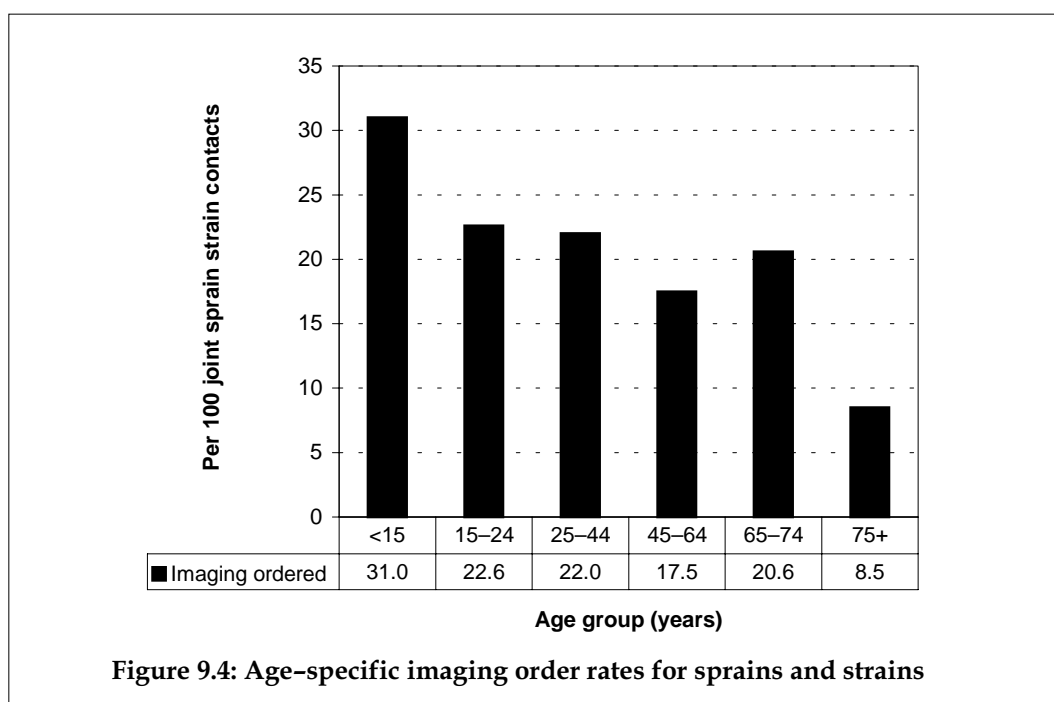 Per 100 joint sprain strain contacts
35
30
25
20
15
10
5
0
<15 15–24 25–44 45–64 65–74 75+
Imaging ordered 31.0 22.6 22.0 17.5 20.6 8.5
Age group (years)
Figure 9.4: Age–specific imaging order rates for sprains and strains